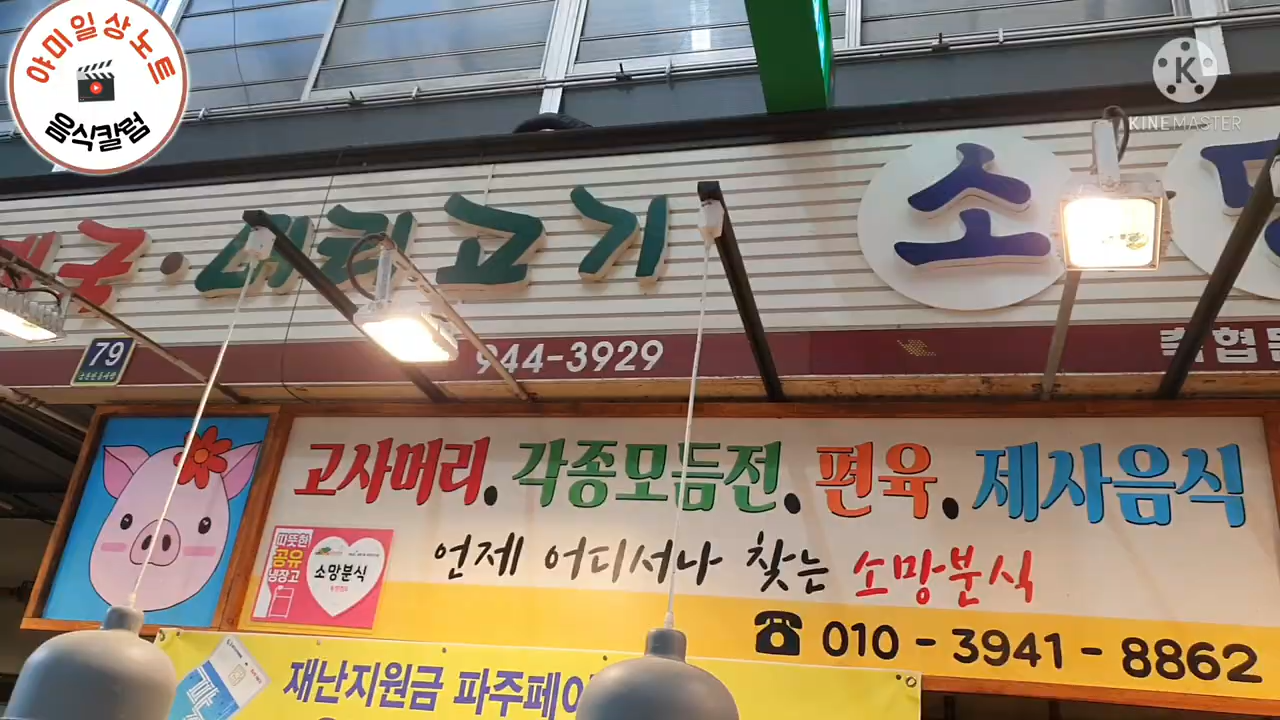 야미일상노트
음식칼럼
KINEMASTER
머리고기
소
944-3929
79
고사머리. 각종모듬전. 편육. 제사음식
언제 어디서나 찾는 소망분식
따뜻한
공유
냉장고
소망분식
010-3941-8862
재난지원금 파주페이